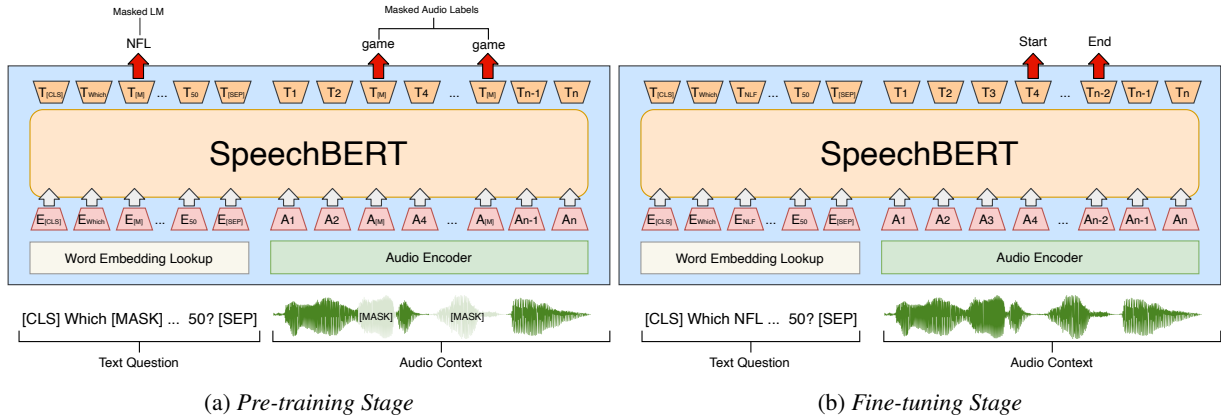 Masked LM
Masked Audio Labels
NFL
game
game
T[CLS] TWhich T[M] ... T50 T[SEP] T1 T2 T[M] T4 ... T[M] Tn-1 Tn
SpeechBERT
E[CLS] EWhich E[M] ... E50 E[SEP] A1 A2 A[M] A4 ... A[M] An-1 An
Word Embedding Lookup
Audio Encoder
[CLS] Which [MASK] ... 50? [SEP]
[MASK]
[MASK]
Text Question
Audio Context
(a) Pre-training Stage
Start
End
T[CLS] TWhich TNLF ... T50 T[SEP] T1 T2 T3 T4 ... Tn-2 Tn-1 Tn
SpeechBERT
E[CLS] EWhich ENLF ... E50 E[SEP] A1 A2 A3 A4 ... An-2 An-1 An
Word Embedding Lookup
Audio Encoder
[CLS] Which NFL ... 50? [SEP]
Text Question
Audio Context
(b) Fine-tuning Stage